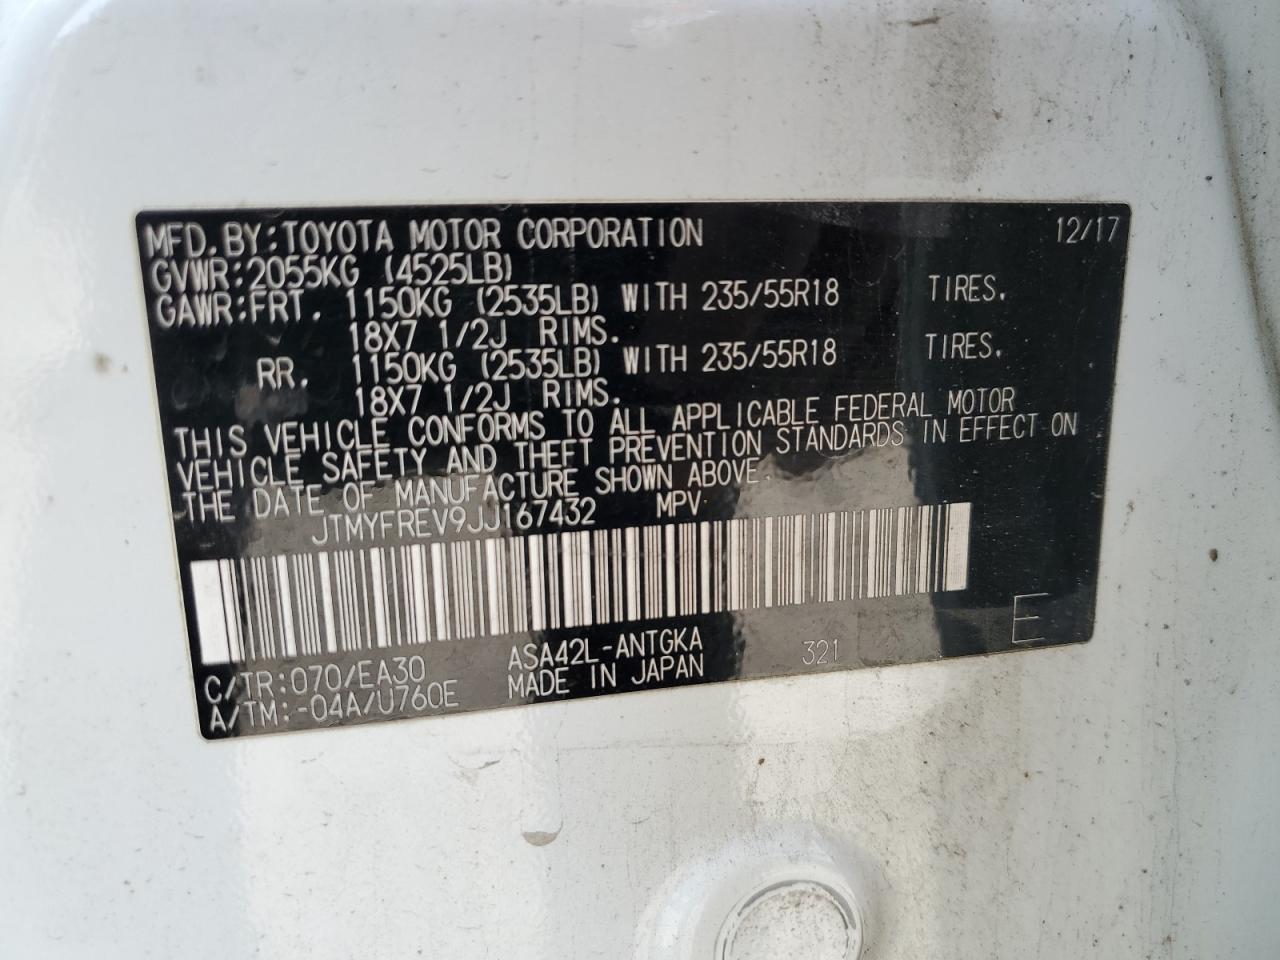 MFD.BY:TOYOTA MOTOR CORPORATION 12/17
GVWR:2055KG (4525LB)
GAWR:FRT. 1150KG (2535LB) WITH 235/55R18 TIRES.
18X7 1/2J RIMS.
RR. 1150KG (2535LB) WITH 235/55R18 TIRES.
18X7 1/2J RIMS.
THIS VEHICLE CONFORMS TO ALL APPLICABLE FEDERAL MOTOR
VEHICLE SAFETY AND THEFT PREVENTION STANDARDS IN EFFECT ON
THE DATE OF MANUFACTURE SHOWN ABOVE.
JTMYFREV9JJ167432 MPV
C/TR:070/EA30 ASA42L-ANTGKA 321 E
A/TM:-04A/U760E MADE IN JAPAN